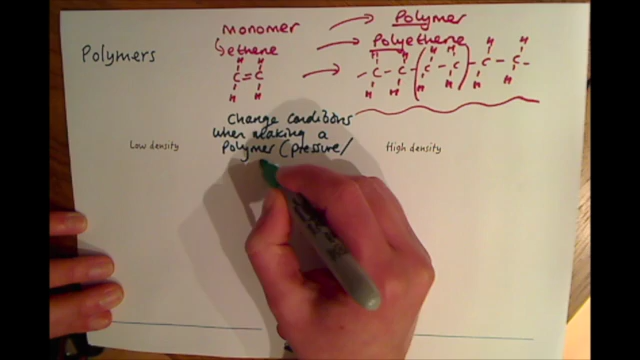 Polymers
monomer → Polymer
ethene → Polyethene
H H
C=C
H H
H H H H H H
-C-C-(C-C)-C-C-
H H H H H H
Change conditions
when making a
Polymer (pressure/
Low density
High density